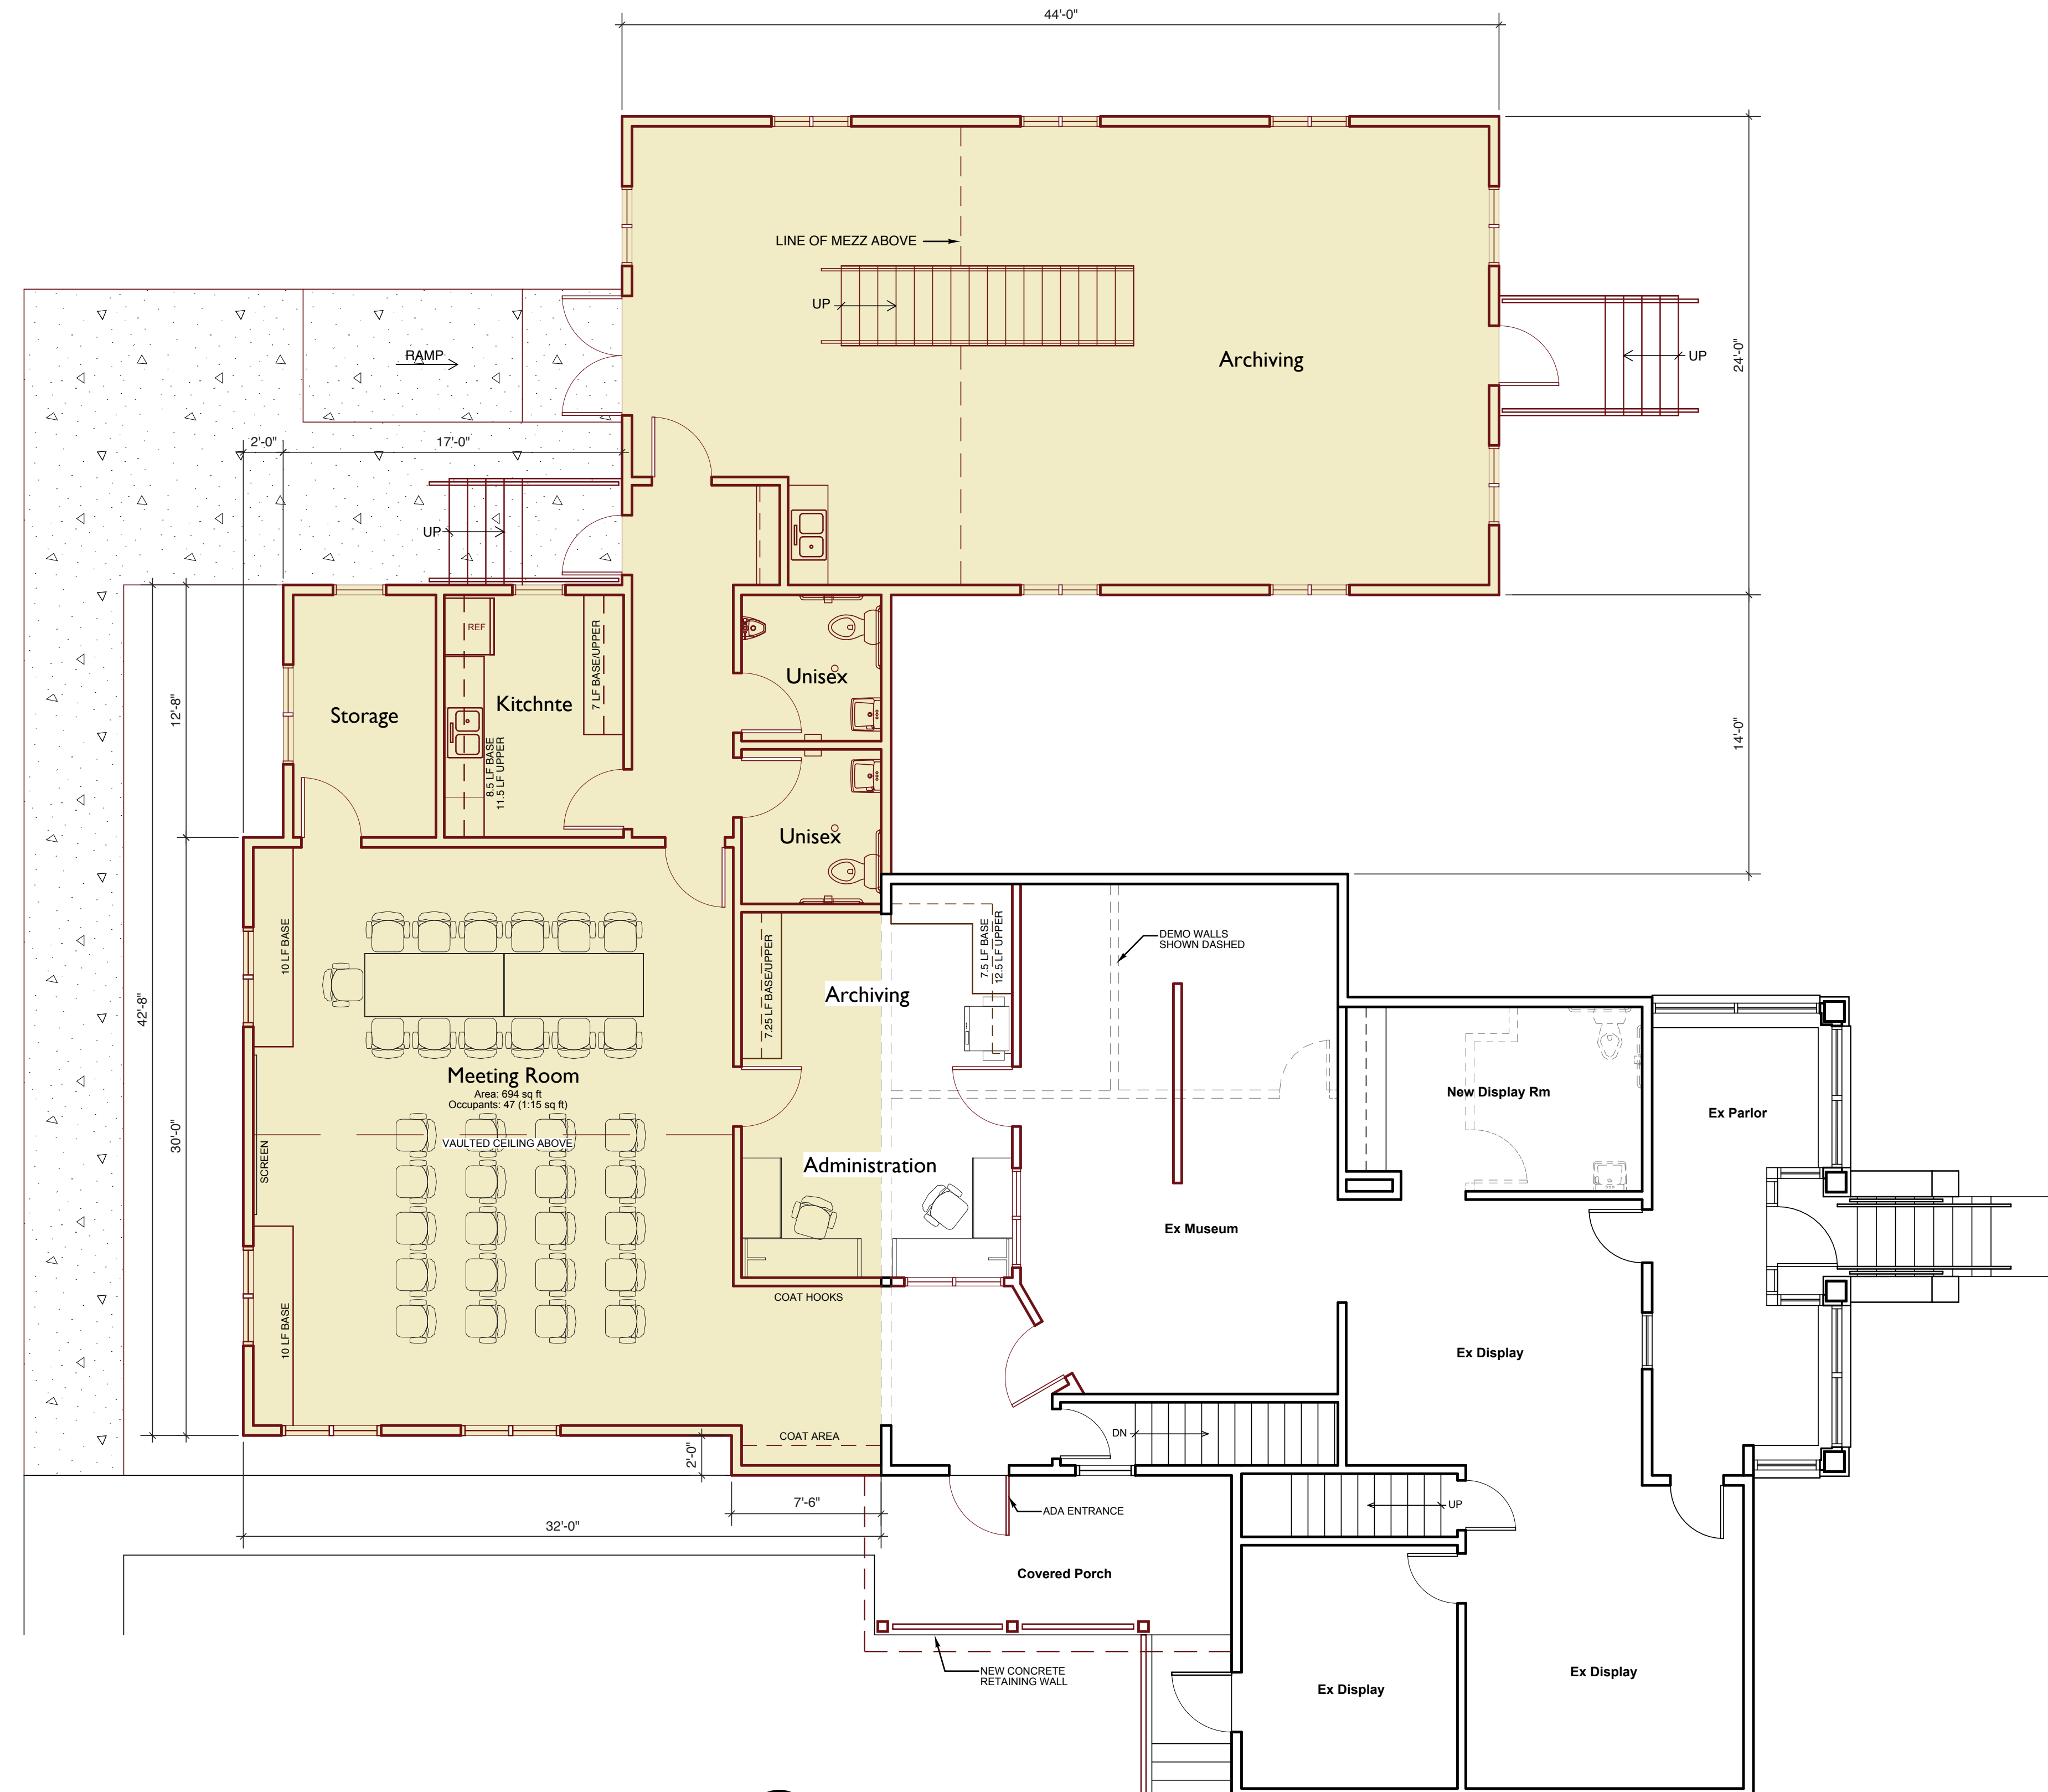 44'-0"
LINE OF MEZZ ABOVE
UP
Archiving
UP
24'-0"
RAMP
2'-0"
17'-0"
UP
REF
7 LF BASE/UPPER
Unisex
Kitchnte
Storage
12'-8"
14'-0"
8.5 LF BASE
11.5 LF UPPER
Unisex
10 LF BASE
7.25 LF BASE/UPPER
7.5 LF BASE
12.5 LF UPPER
DEMO WALLS
SHOWN DASHED
Archiving
42'-8"
Meeting Room
Area: 694 sq ft
Occupants: 47 (1:15 sq ft)
New Display Rm
Ex Parlor
30'-0"
VAULTED CEILING ABOVE
SCREEN
Administration
Ex Museum
COAT HOOKS
10 LF BASE
Ex Display
COAT AREA
DN
2'-0"
7'-6"
UP
ADA ENTRANCE
32'-0"
Covered Porch
NEW CONCRETE
RETAINING WALL
Ex Display
Ex Display